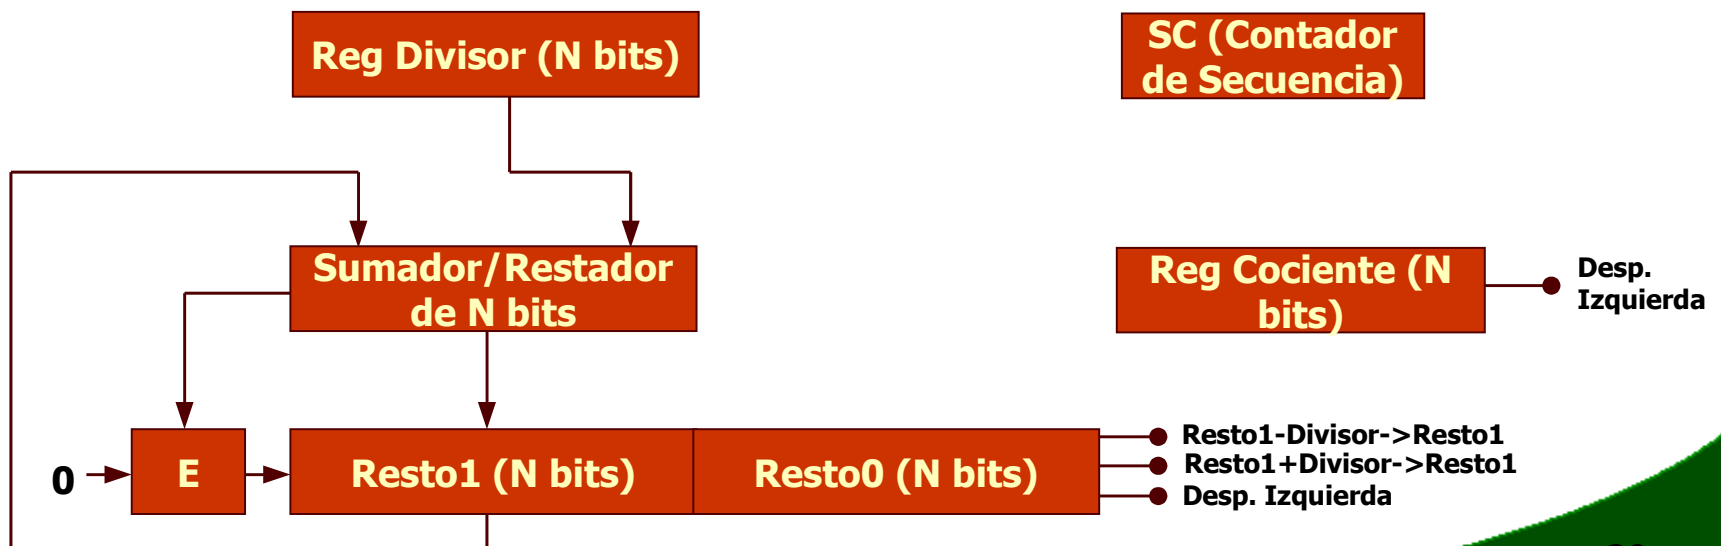 Reg Divisor (N bits)
SC (Contador
de Secuencia)
Sumador/Restador
de N bits
Reg Cociente (N
bits)
Desp.
Izquierda
0
E
Resto1 (N bits)
Resto0 (N bits)
Resto1-Divisor->Resto1
Resto1+Divisor->Resto1
Desp. Izquierda